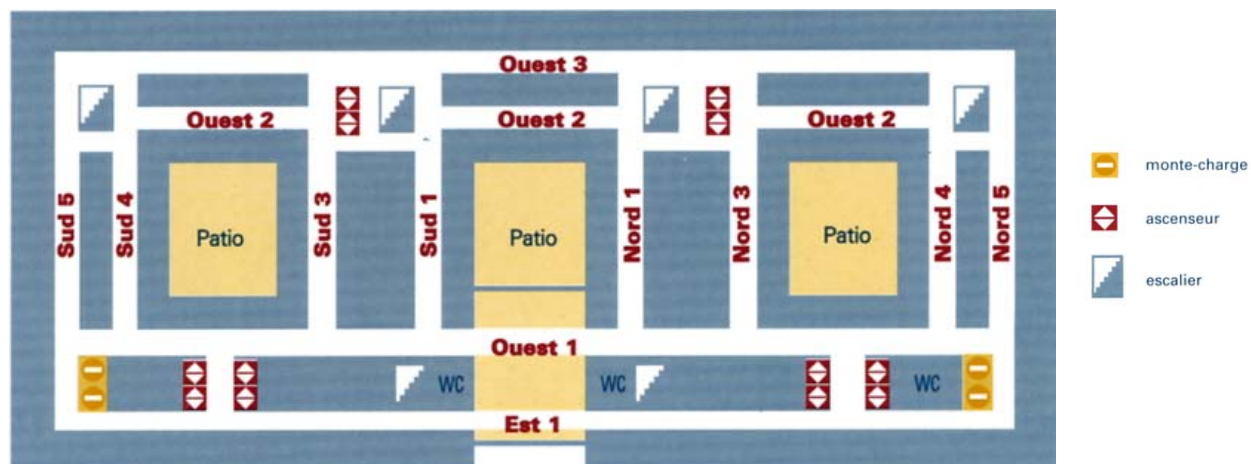 Ouest 3
Ouest 2
Ouest 2
Ouest 2
Sud 5
Sud 4
Patio
Sud 3
Sud 1
Patio
Nord 1
Nord 3
Patio
Nord 4
Nord 5
Ouest 1
WC
WC
WC
Est 1
monte-charge
ascenseur
escalier